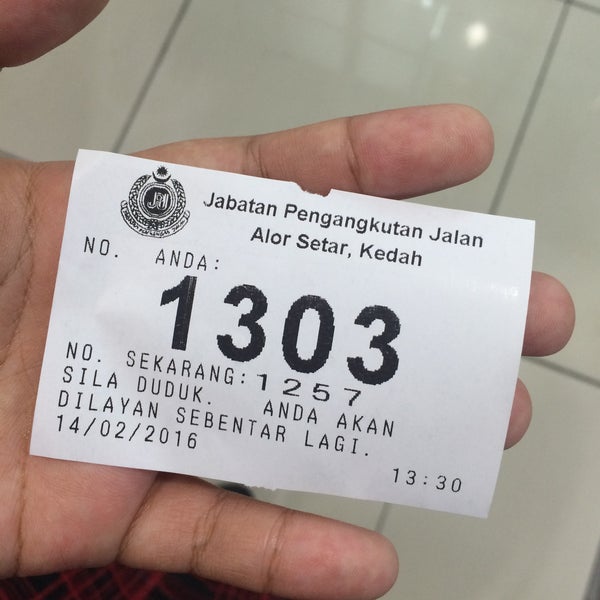 Jabatan Pengangkutan Jalan
Alor Setar, Kedah
NO. ANDA:
1303
NO. SEKARANG:1257
SILA DUDUK. ANDA AKAN
DILAYAN SEBENTAR LAGI.
14/02/2016
13:30